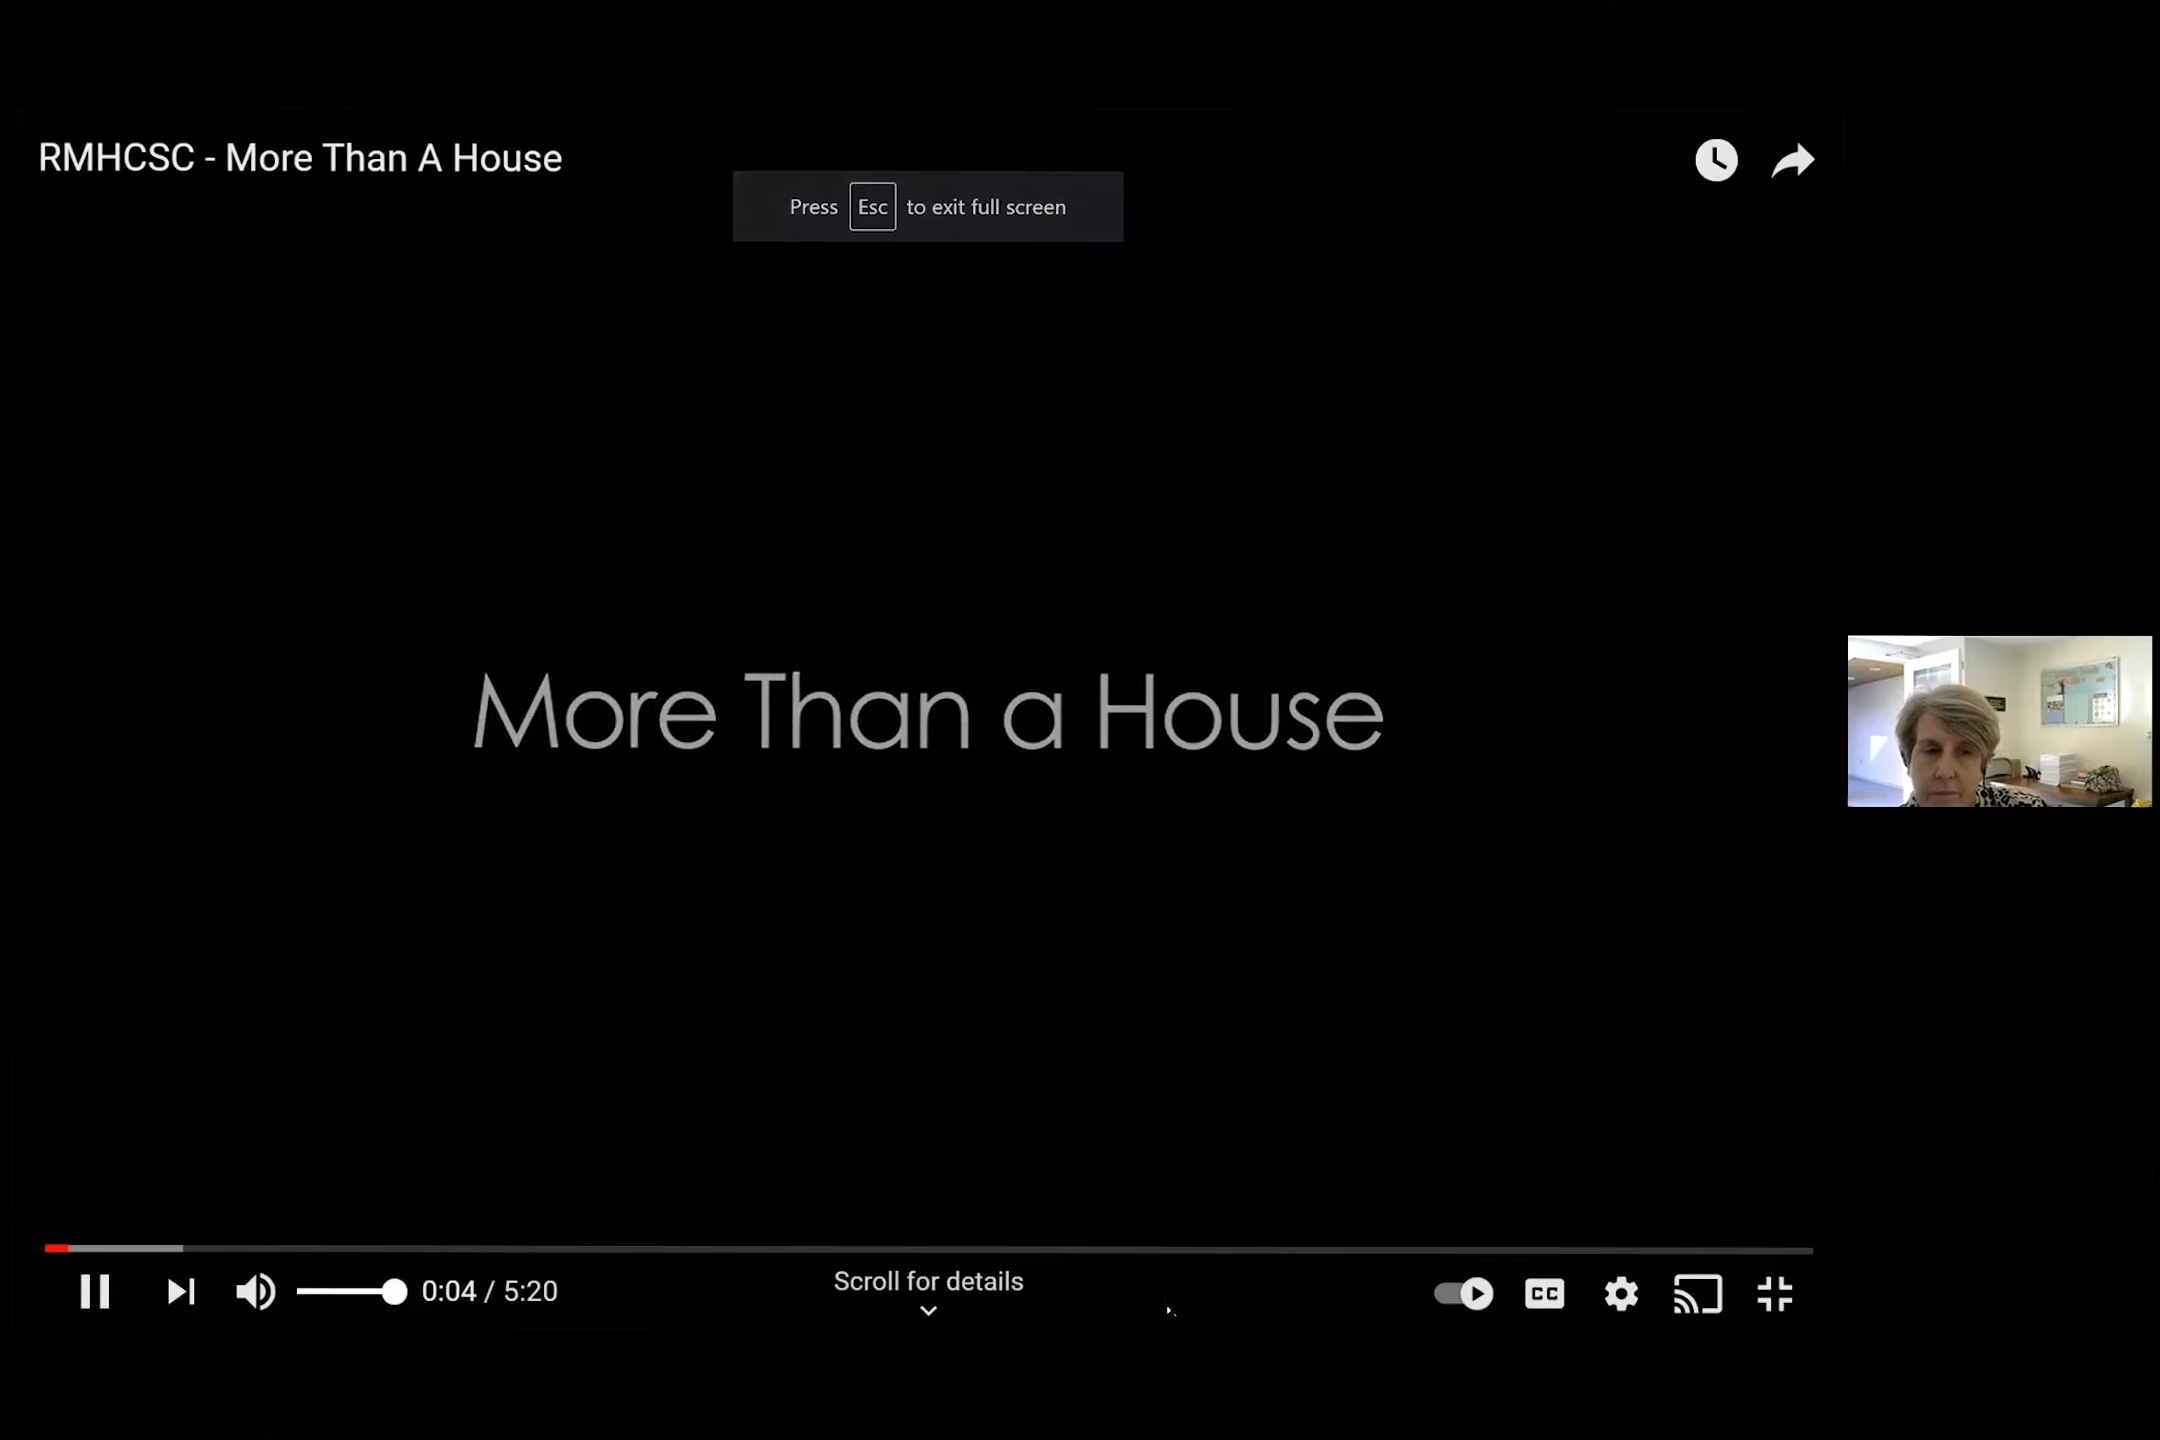 RMHCSC - More Than A House
Press Esc to exit full screen
More Than a House
0:04 / 5:20
Scroll for details
CC